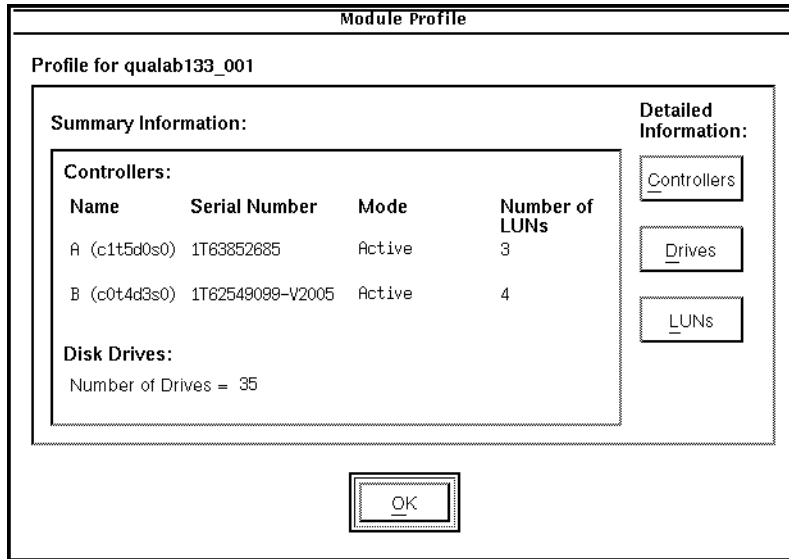 Module Profile
Profile for qualab133_001
Summary Information:
Detailed
Information:
Controllers:
Name Serial Number Mode Number of
LUNs
A (c1t5d0s0) 1T63852685 Active 3
B (c0t4d3s0) 1T62549099-V2005 Active 4
Disk Drives:
Number of Drives = 35
Controllers
Drives
LUNs
OK